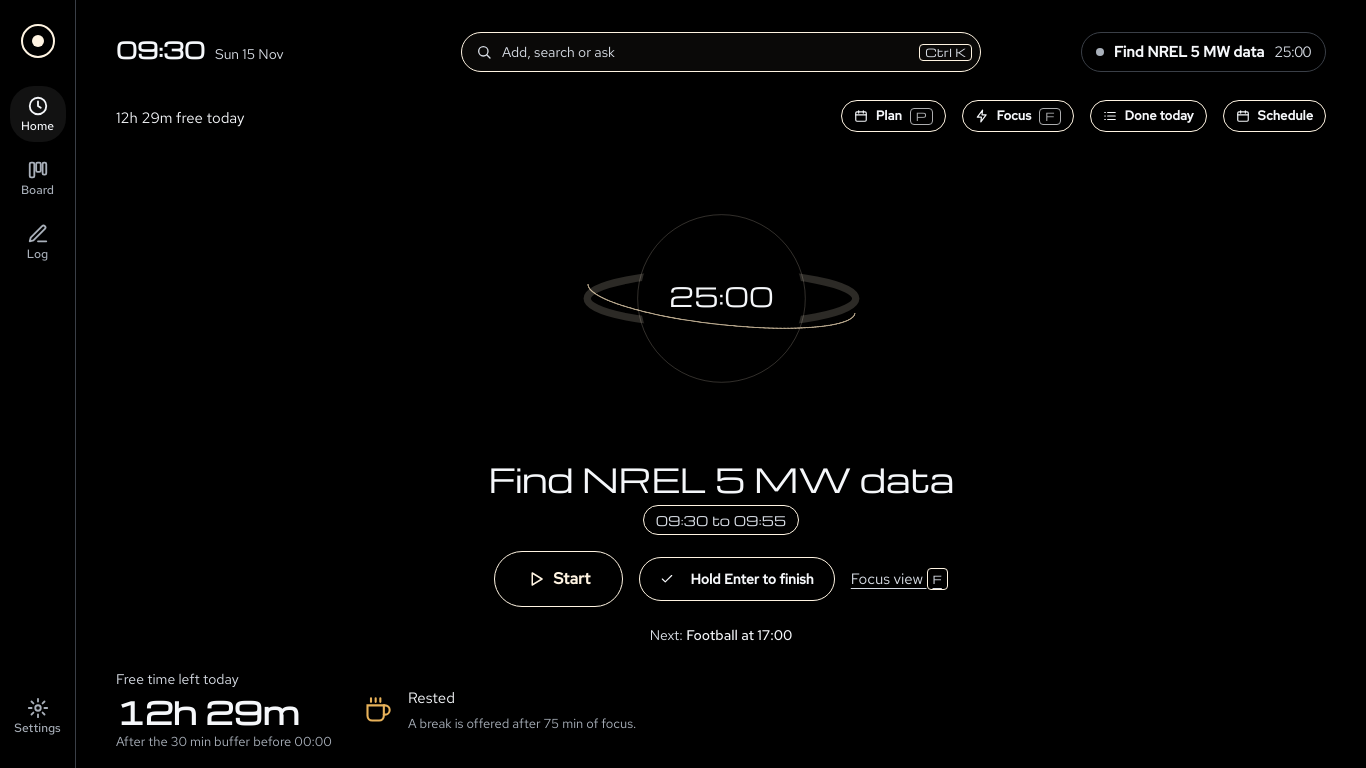 09:30 Sun 15 Nov
Add, search or ask Ctrl K
Find NREL 5 MW data 25:00
Home
Board
Log
Settings
12h 29m free today
Plan P
Focus F
Done today
Schedule
25:00
Find NREL 5 MW data
09:30 to 09:55
Start
Hold Enter to finish
Focus view F
Next: Football at 17:00
Free time left today
12h 29m
After the 30 min buffer before 00:00
Rested
A break is offered after 75 min of focus.